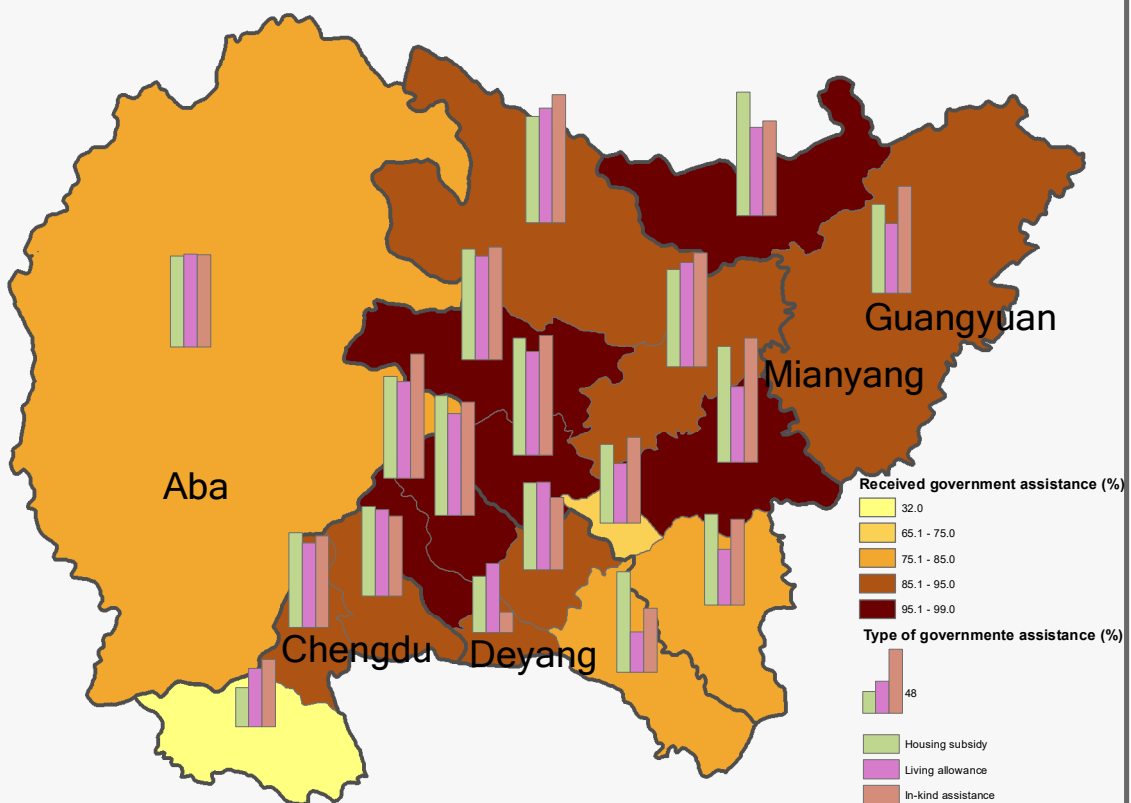 Guangyuan
Mianyang
Aba
Chengdu
Deyang
Received government assistance (%)
32.0
65.1 - 75.0
75.1 - 85.0
85.1 - 95.0
95.1 - 99.0
Type of governmente assistance (%)
48
Housing subsidy
Living allowance
In-kind assistance